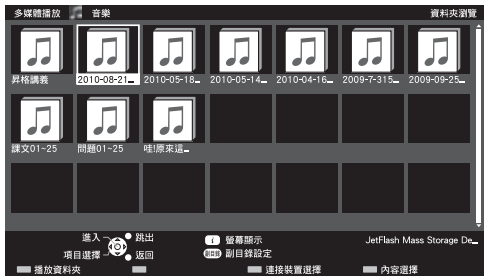 多媒體播放 音樂 資料夾瀏覽
昇格講義 2010-08-21... 2010-05-18... 2010-05-14... 2010-04-16... 2009-7-315... 2009-09-25...
課文01~25 問題01~25 哇!原來這...
進入 跳出 i 螢幕顯示 JetFlash Mass Storage De...
項目選擇 返回 副目錄 副目錄設定
播放資料夾 連接裝置選擇 內容選擇